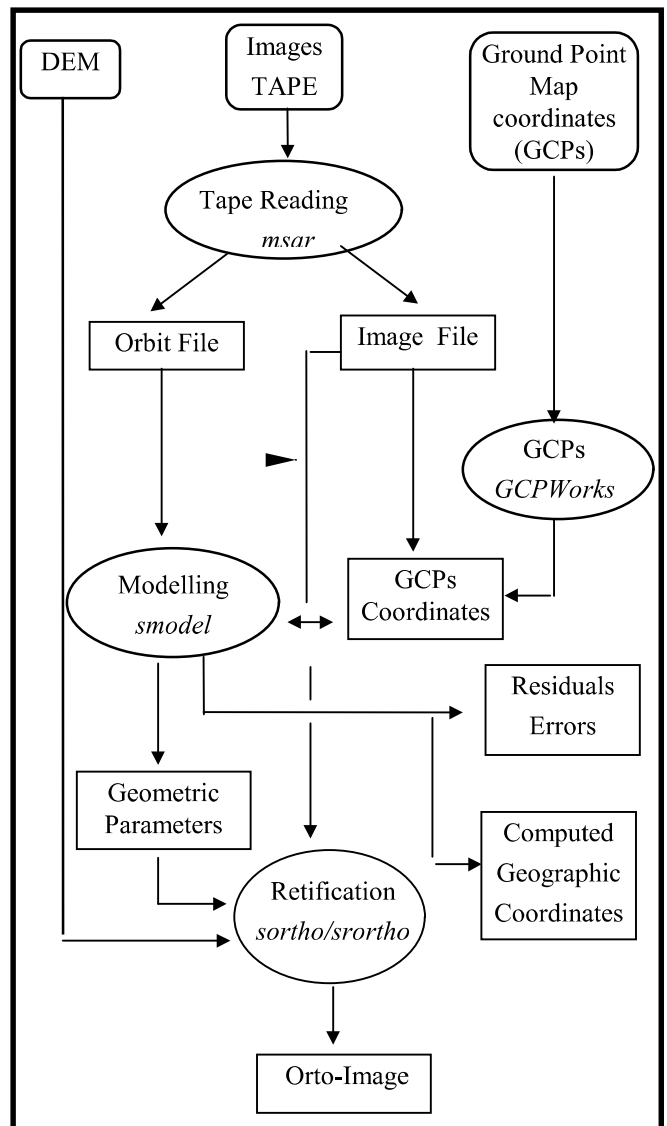 DEM
Images
TAPE
Ground Point
Map
coordinates
(GCPs)
Tape Reading
msar
Orbit File
Image File
GCPs
GCPWorks
Modelling
smodel
GCPs
Coordinates
Residuals
Errors
Geometric
Parameters
Computed
Geographic
Coordinates
Retification
sortho/srortho
Orto-Image